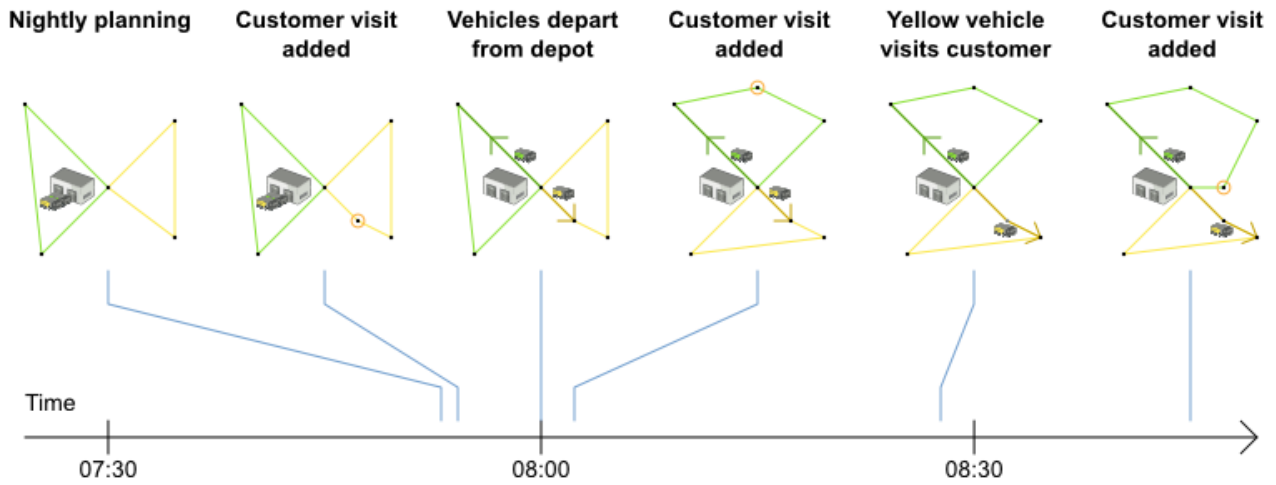 Nightly planning
Customer visit
added
Vehicles depart
from depot
Customer visit
added
Yellow vehicle
visits customer
Customer visit
added
Time
07:30
08:00
08:30